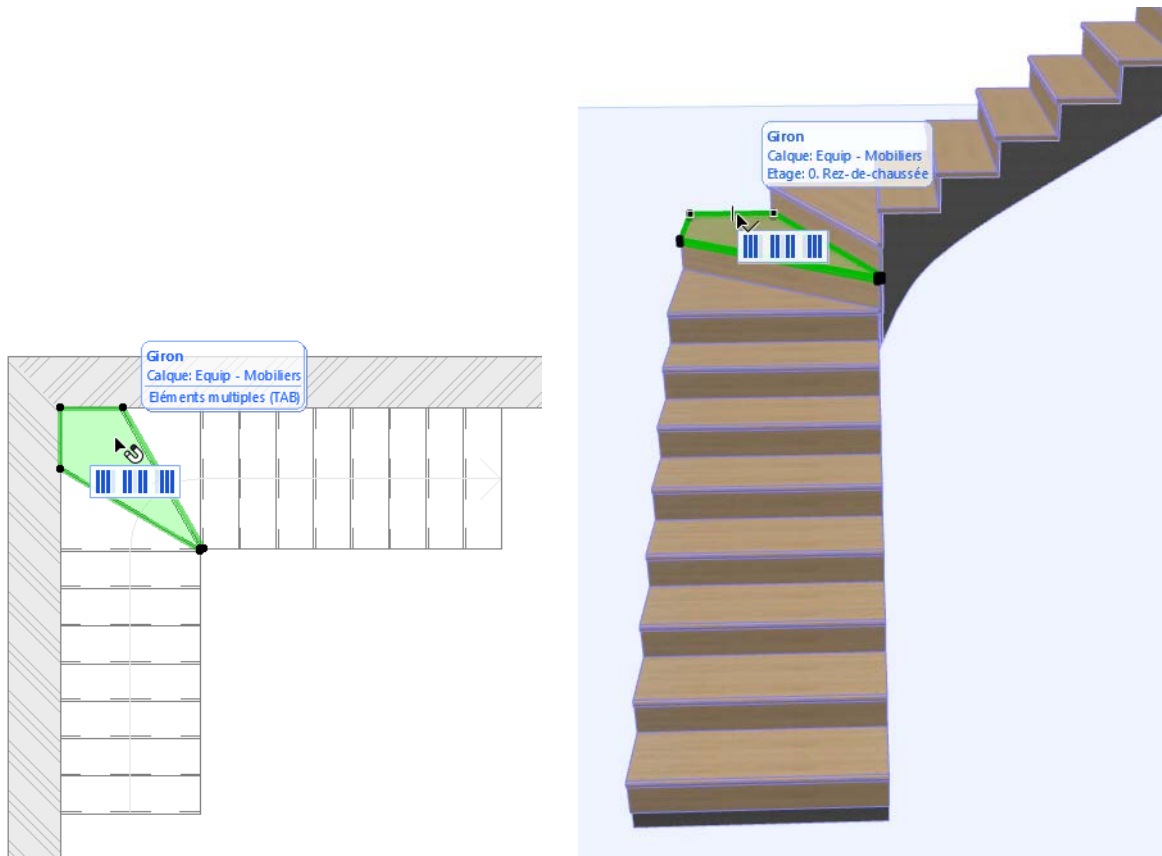 Giron
Calque: Equip - Mobiliers
Eléments multiples (TAB)
Giron
Calque: Equip - Mobiliers
Etage: 0. Rez-de-chaussée